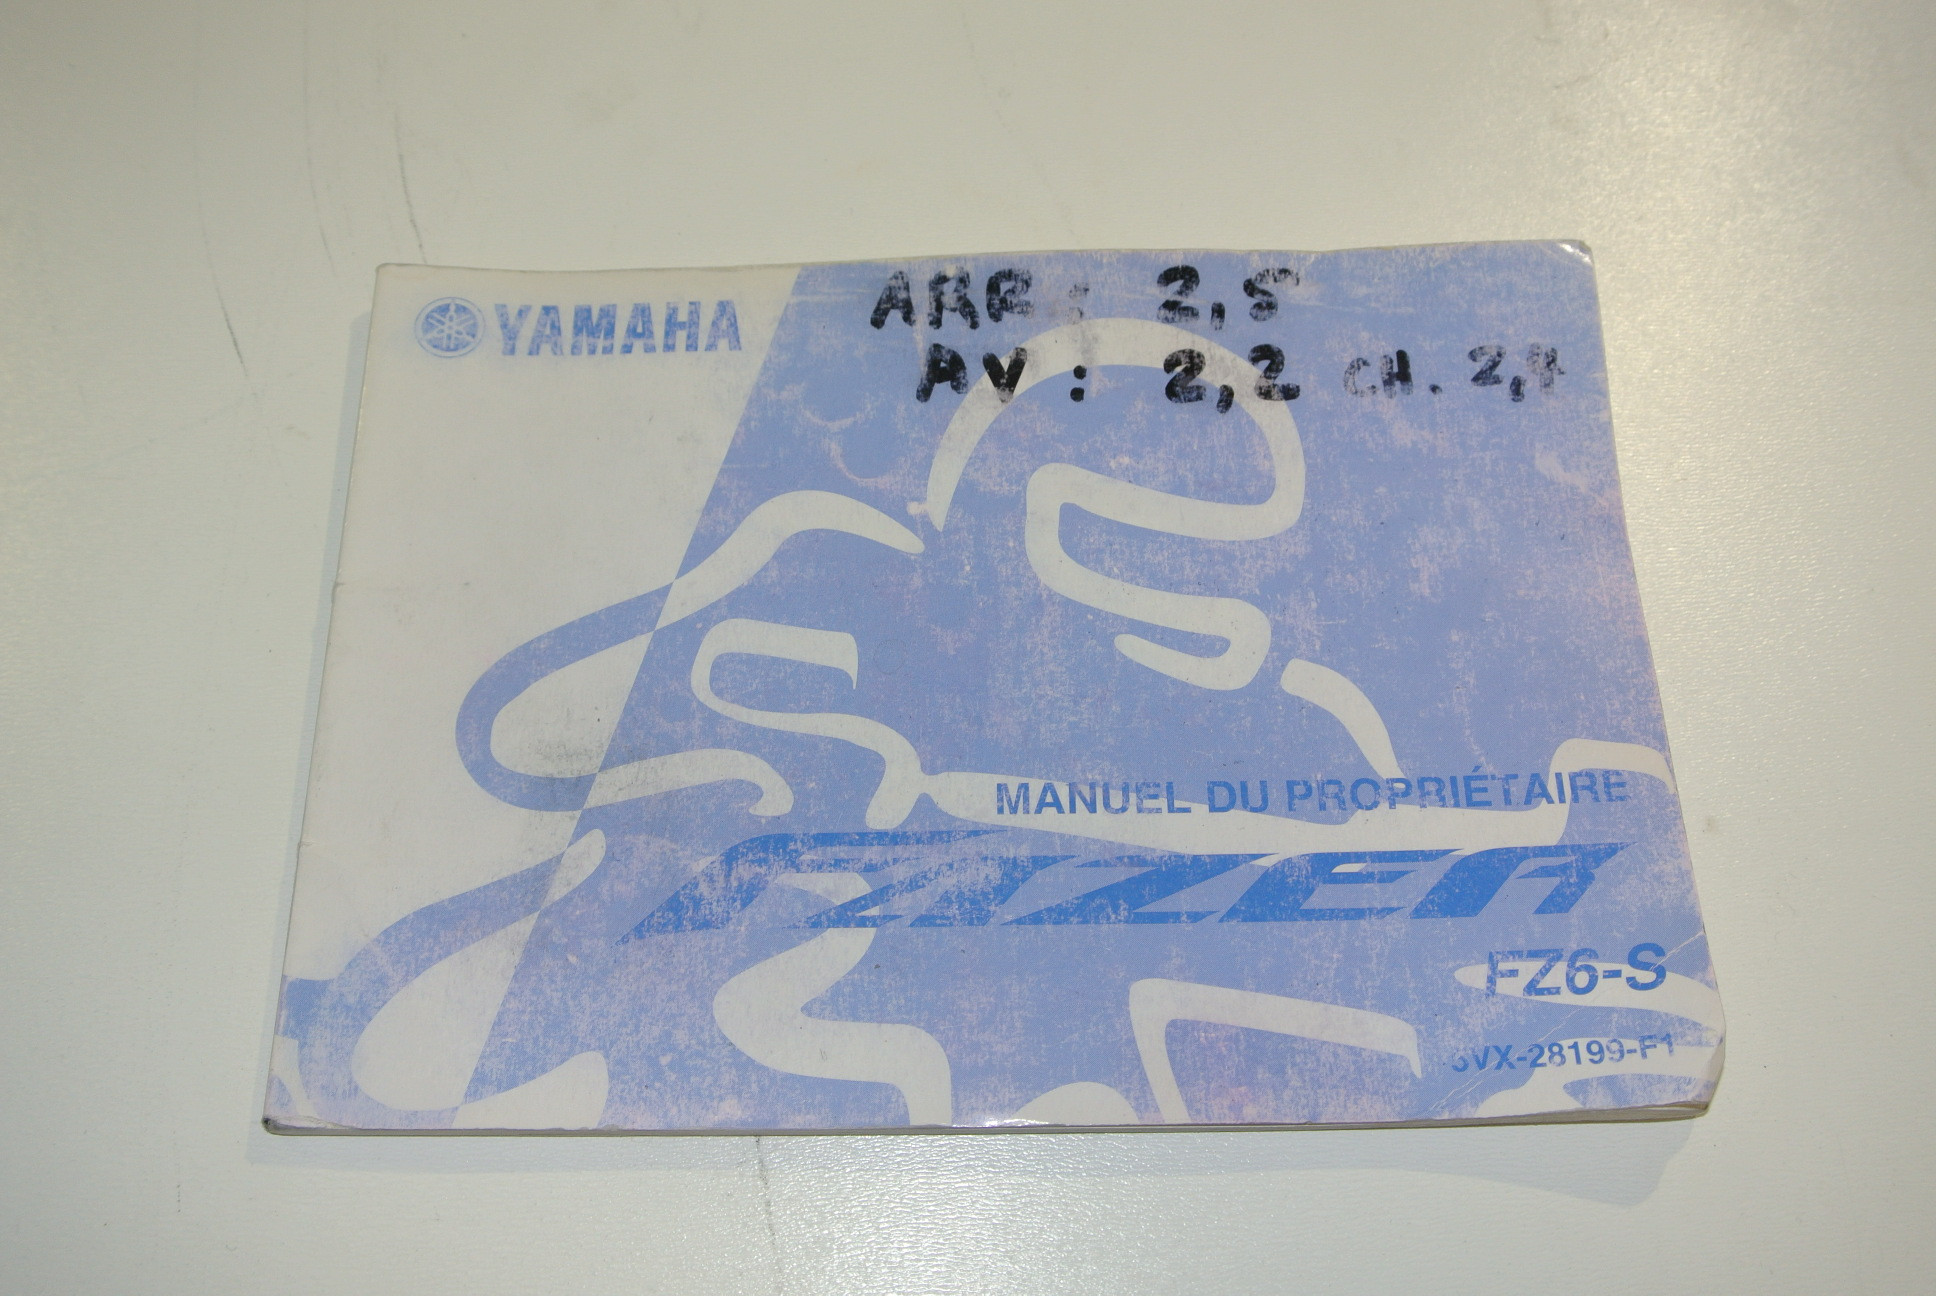 YAMAHA
ARR : 2,5
AV : 2,2 CH. 2,4
MANUEL DU PROPRIÉTAIRE
FAZER
FZ6-S
5VX-28199-F1